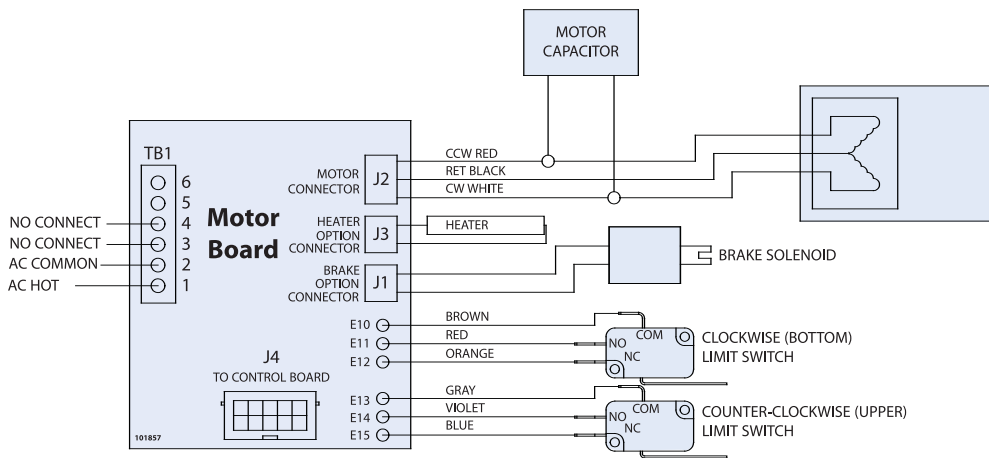 MOTOR
CAPACITOR
TB1
6
5
4
3
2
1
NO CONNECT
NO CONNECT
AC COMMON
AC HOT
Motor
Board
MOTOR
CONNECTOR
J2
HEATER
OPTION
CONNECTOR
J3
BRAKE
OPTION
CONNECTOR
J1
CCW RED
RET BLACK
CW WHITE
HEATER
BRAKE SOLENOID
E10
E11
E12
BROWN
RED
ORANGE
COM
NO
NC
CLOCKWISE (BOTTOM)
LIMIT SWITCH
J4
TO CONTROL BOARD
E13
E14
E15
GRAY
VIOLET
BLUE
COM
NO
NC
COUNTER-CLOCKWISE (UPPER)
LIMIT SWITCH
101857